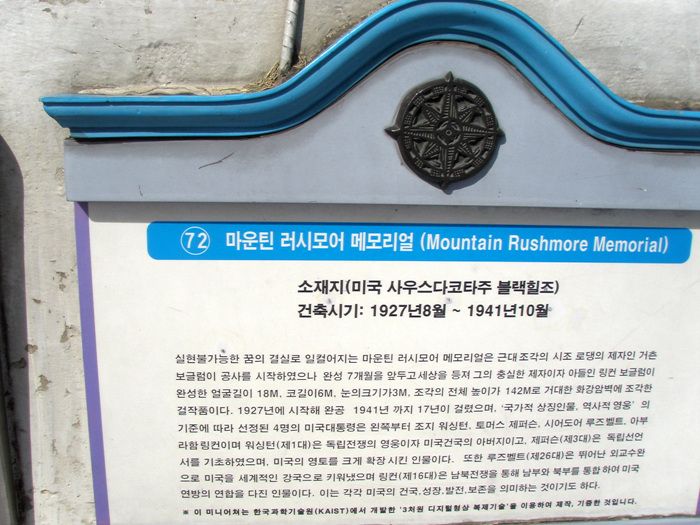 72 마운틴 러시모어 메모리얼 (Mountain Rushmore Memorial)
소재지(미국 사우스다코타주 블랙힐즈)
건축시기: 1927년8월 ~ 1941년10월
실현불가능한 꿈의 결실로 일컬어지는 마운틴 러시모어 메모리얼은 근대 조각의 시조 로댕의 제자인 거츤
보글럼이 공사를 시작하였으나 완성 7개월을 앞두고 세상을 등져 그의 충실한 제자이자 아들인 링컨 보글럼이
완성한 얼굴길이 18M, 코길이6M, 눈의크기가3M, 조각의 전체 높이가 142M로 거대한 화강암벽에 조각한
걸작품이다. 1927년에 시작해 완공 1941년 까지 17년이 걸렸으며, '국가적 상징인물, 역사적 영웅' 의
기준에 따라 선정된 4명의 미국대통령은 왼쪽부터 조지 워싱턴, 토머스 제퍼슨, 시어도어 루즈벨트, 아부
라함 링컨이며 워싱턴(제1대)은 독립전쟁의 영웅이자 미국건국의 아버지이고, 제퍼슨(제3대)은 독립선언
서를 기초하였으며, 미국의 영토를 크게 확장 시킨 인물이다. 또한 루즈벨트(제26대)은 뛰어난 외교수완
으로 미국을 세계적인 강국으로 키워냈으며 링컨(제16대)은 남북전쟁을 통해 남부와 북부를 통합 하여 미국
연방의 연합을 다진 인물이다. 이는 각각 미국의 건국,성장,발전,보존을 의미하는 것이기도 하다.
※ 이 미니어쳐는 한국과학기술원(KAIST)에서 개발한 '3차원 디지털형상 복제기술'을 이용하여 제작, 기증한 것입니다.